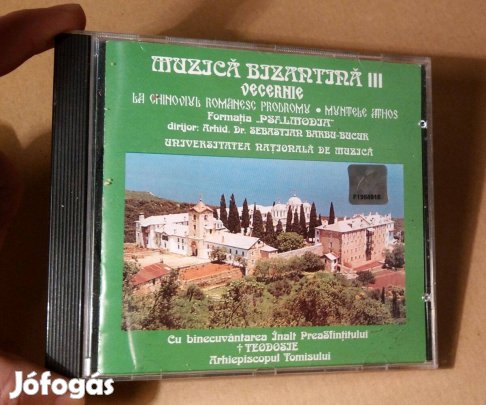 MUZICĂ BIZANTINĂ III
VECERNIE
LA CHINOVIUL ROMÂNESC PRODROMU • MUNTELE ATHOS
Formația „PSALMODIA”
dirijor: Arhid. Dr. SEBASTIAN BARBU-BUCUR
UNIVERSITATEA NAȚIONALĂ DE MUZICĂ
Cu binecuvântarea Înalt PreaSfințitului
† TEODOSIE
Arhiepiscopul Tomisului
Jófogás